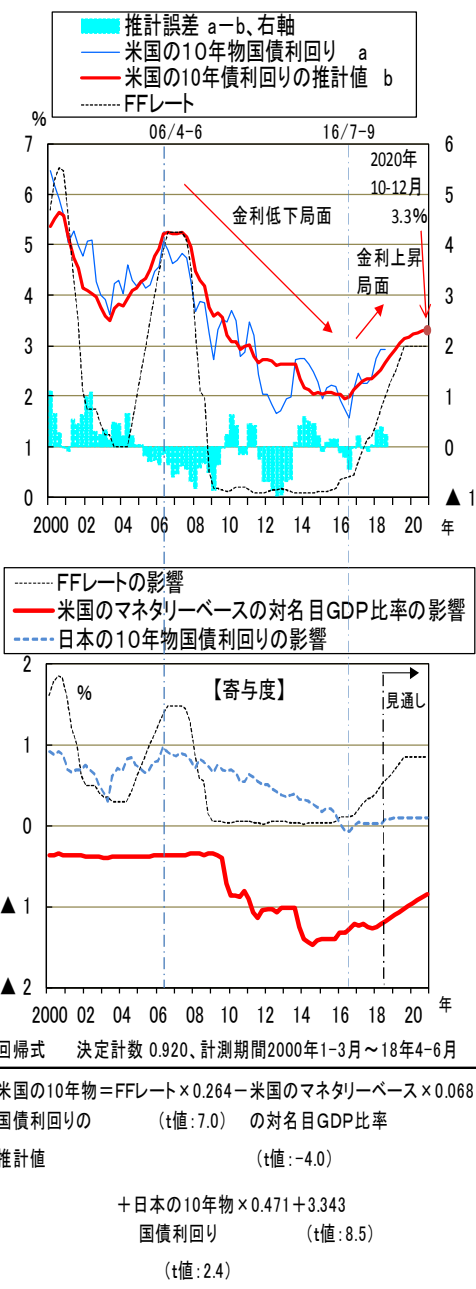 推計誤差 a－b、右軸
米国の10年物国債利回り a
米国の10年債利回りの推計値 b
FFレート
% 06/4-6 16/7-9
7
6
5
4
3
2
1
0
6
5
4
3
2
1
0
▲ 1
2020年
10-12月
3.3%
金利低下局面
金利上昇
局面
2000 02 04 06 08 10 12 14 16 18 20
年
FFレートの影響
米国のマネタリーベースの対名目GDP比率の影響
日本の10年物国債利回りの影響
2
1
0
▲ 1
▲ 2
%
【寄与度】
見通し
2000 02 04 06 08 10 12 14 16 18 20
年
回帰式 決定計数 0.920、計測期間2000年1-3月～18年4-6月
米国の10年物＝FFレート×0.264－米国のマネタリーベース×0.068
国債利回りの (t値:7.0) の対名目GDP比率
推計値 (t値:-4.0)
＋日本の10年物×0.471＋3.343
国債利回り (t値:8.5)
(t値:2.4)